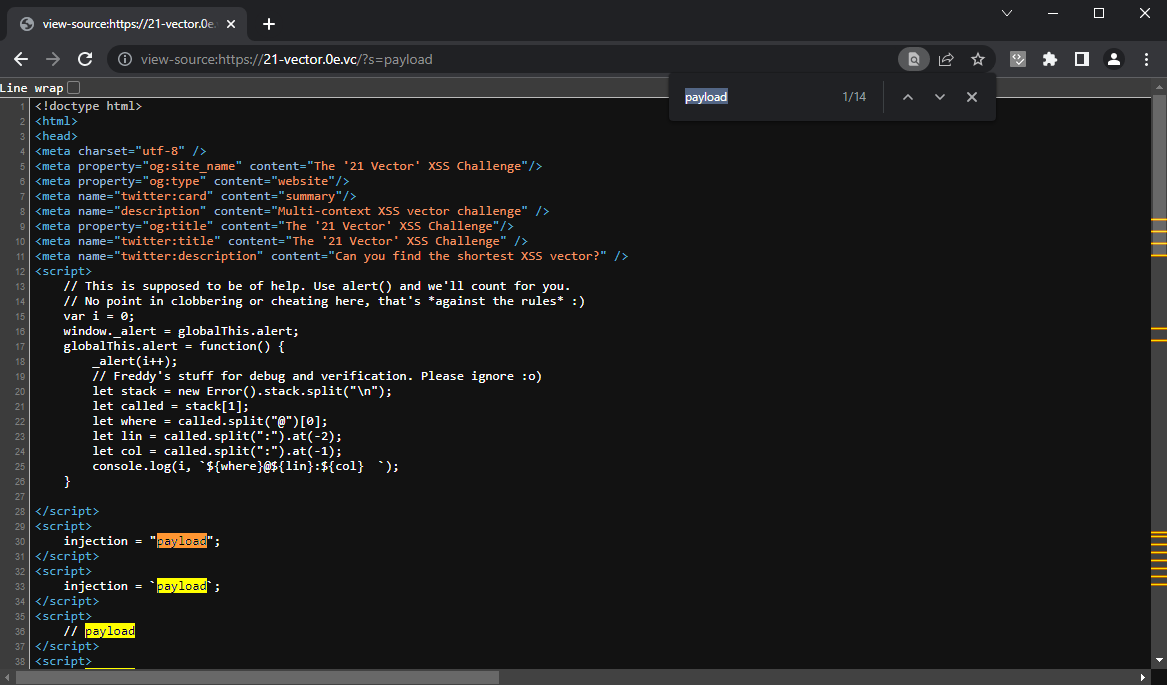 view-source:https://21-vector.0e.
view-source:https://21-vector.0e.vc/?s=payload
Line wrap
payload 1/14
1 <!doctype html>
2 <html>
3 <head>
4 <meta charset="utf-8" />
5 <meta property="og:site_name" content="The '21 Vector' XSS Challenge"/>
6 <meta property="og:type" content="website"/>
7 <meta name="twitter:card" content="summary"/>
8 <meta name="description" content="Multi-context XSS vector challenge" />
9 <meta property="og:title" content="The '21 Vector' XSS Challenge"/>
10 <meta name="twitter:title" content="The '21 Vector' XSS Challenge" />
11 <meta name="twitter:description" content="Can you find the shortest XSS vector?" />
12 <script>
13     // This is supposed to be of help. Use alert() and we'll count for you.
14     // No point in clobbering or cheating here, that's *against the rules* :)
15     var i = 0;
16     window._alert = globalThis.alert;
17     globalThis.alert = function() {
18         _alert(i++);
19         // Freddy's stuff for debug and verification. Please ignore :o)
20         let stack = new Error().stack.split("\n");
21         let called = stack[1];
22         let where = called.split("@")[0];
23         let lin = called.split(":").at(-2);
24         let col = called.split(":").at(-1);
25         console.log(i, `${where}@${lin}:${col}  `);
26     }
27
28 </script>
29 <script>
30     injection = "payload";
31 </script>
32 <script>
33     injection = `payload`;
34 </script>
35 <script>
36     // payload
37 </script>
38 <script>